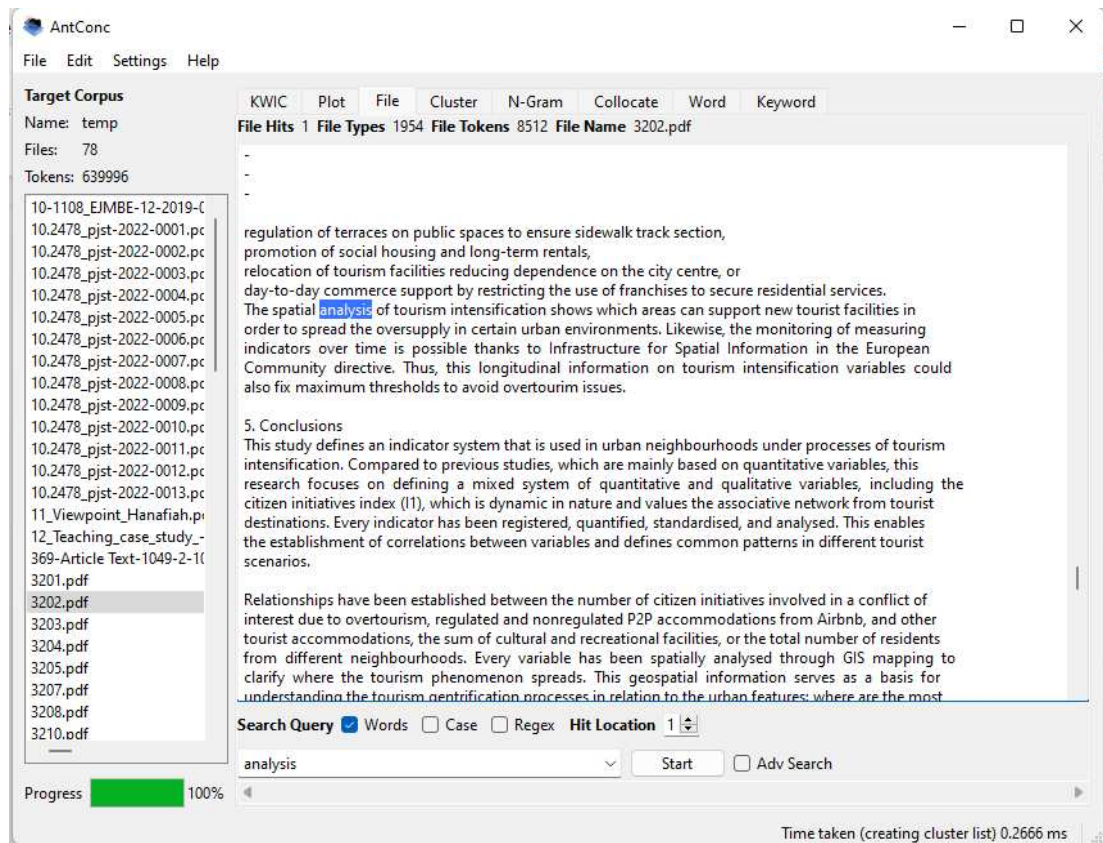 AntConc
File Edit Settings Help
Target Corpus
Name: temp
Files: 78
Tokens: 639996
10-1108_EJMBE-12-2019-0
10.2478_pjst-2022-0001.pc
10.2478_pjst-2022-0002.pc
10.2478_pjst-2022-0003.pc
10.2478_pjst-2022-0004.pc
10.2478_pjst-2022-0005.pc
10.2478_pjst-2022-0006.pc
10.2478_pjst-2022-0007.pc
10.2478_pjst-2022-0008.pc
10.2478_pjst-2022-0009.pc
10.2478_pjst-2022-0010.pc
10.2478_pjst-2022-0011.pc
10.2478_pjst-2022-0012.pc
10.2478_pjst-2022-0013.pc
11_Viewpoint_Hanafiah.p
12_Teaching_case_study_-
369-Article Text-1049-2-10
3201.pdf
3202.pdf
3203.pdf
3204.pdf
3205.pdf
3207.pdf
3208.pdf
3210.pdf
Progress 100%
KWIC Plot File Cluster N-Gram Collocate Word Keyword
File Hits 1 File Types 1954 File Tokens 8512 File Name 3202.pdf
-
-
-
regulation of terraces on public spaces to ensure sidewalk track section,
promotion of social housing and long-term rentals,
relocation of tourism facilities reducing dependence on the city centre, or
day-to-day commerce support by restricting the use of franchises to secure residential services.
The spatial analysis of tourism intensification shows which areas can support new tourist facilities in
order to spread the oversupply in certain urban environments. Likewise, the monitoring of measuring
indicators over time is possible thanks to Infrastructure for Spatial Information in the European
Community directive. Thus, this longitudinal information on tourism intensification variables could
also fix maximum thresholds to avoid overtourim issues.
5. Conclusions
This study defines an indicator system that is used in urban neighbourhoods under processes of tourism
intensification. Compared to previous studies, which are mainly based on quantitative variables, this
research focuses on defining a mixed system of quantitative and qualitative variables, including the
citizen initiatives index (I1), which is dynamic in nature and values the associative network from tourist
destinations. Every indicator has been registered, quantified, standardised, and analysed. This enables
the establishment of correlations between variables and defines common patterns in different tourist
scenarios.
Relationships have been established between the number of citizen initiatives involved in a conflict of
interest due to overtourism, regulated and nonregulated P2P accommodations from Airbnb, and other
tourist accommodations, the sum of cultural and recreational facilities, or the total number of residents
from different neighbourhoods. Every variable has been spatially analysed through GIS mapping to
clarify where the tourism phenomenon spreads. This geospatial information serves as a basis for
understanding the tourism gentrification processes in relation to the urban features: where are the most
Search Query Words Case Regex Hit Location 1
analysis Start Adv Search
Time taken (creating cluster list) 0.2666 ms